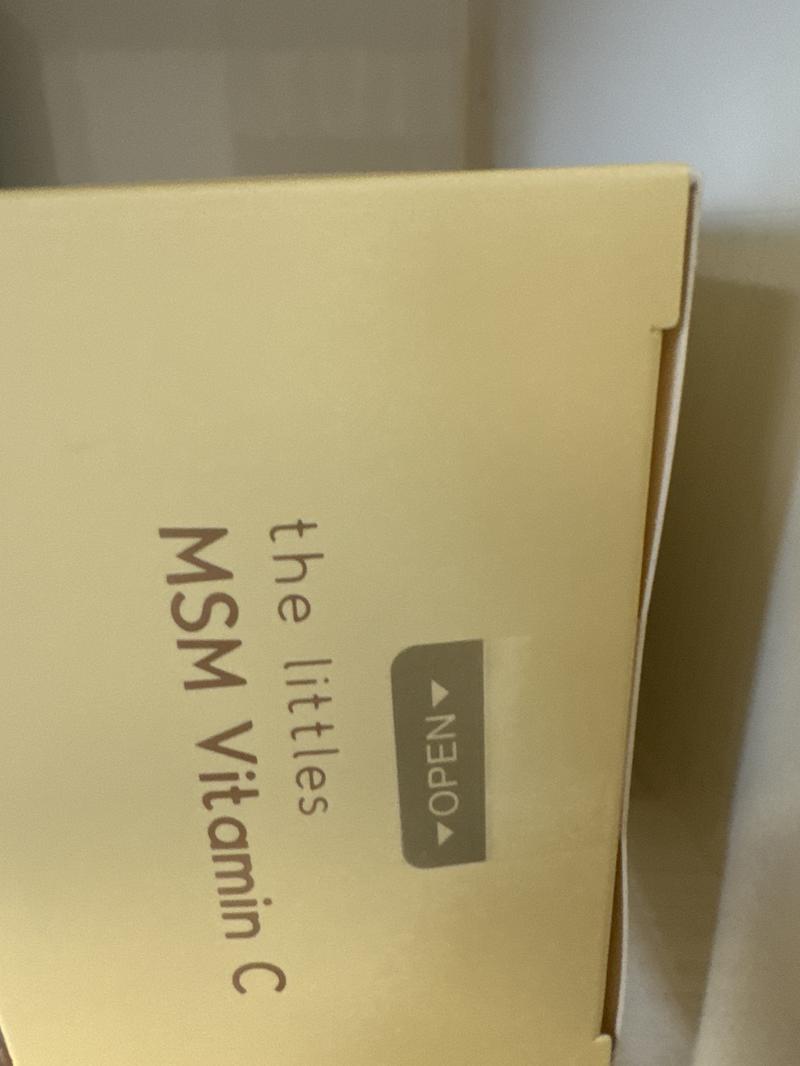 ▲OPEN▲
the littles
MSM Vitamin C